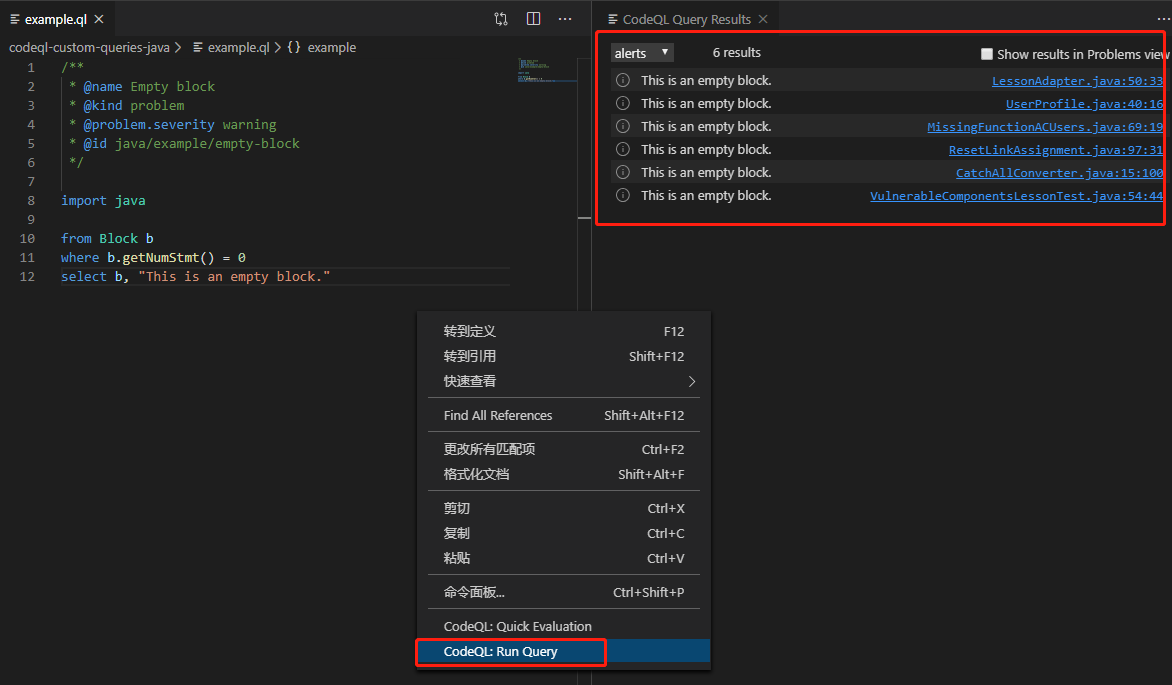 example.ql
codeql-custom-queries-java > example.ql > {} example
1 /**
2 * @name Empty block
3 * @kind problem
4 * @problem.severity warning
5 * @id java/example/empty-block
6 */
7
8 import java
9
10 from Block b
11 where b.getNumStmt() = 0
12 select b, "This is an empty block."
CodeQL Query Results
alerts 6 results Show results in Problems view
This is an empty block. LessonAdapter.java:50:33
This is an empty block. UserProfile.java:40:16
This is an empty block. MissingFunctionACUsers.java:69:19
This is an empty block. ResetLinkAssignment.java:97:31
This is an empty block. CatchAllConverter.java:15:100
This is an empty block. VulnerableComponentsLessonTest.java:54:44
转到定义 F12
转到引用 Shift+F12
快速查看
Find All References Shift+Alt+F12
更改所有匹配项 Ctrl+F2
格式化文档 Shift+Alt+F
剪切 Ctrl+X
复制 Ctrl+C
粘贴 Ctrl+V
命令面板... Ctrl+Shift+P
CodeQL: Quick Evaluation
CodeQL: Run Query